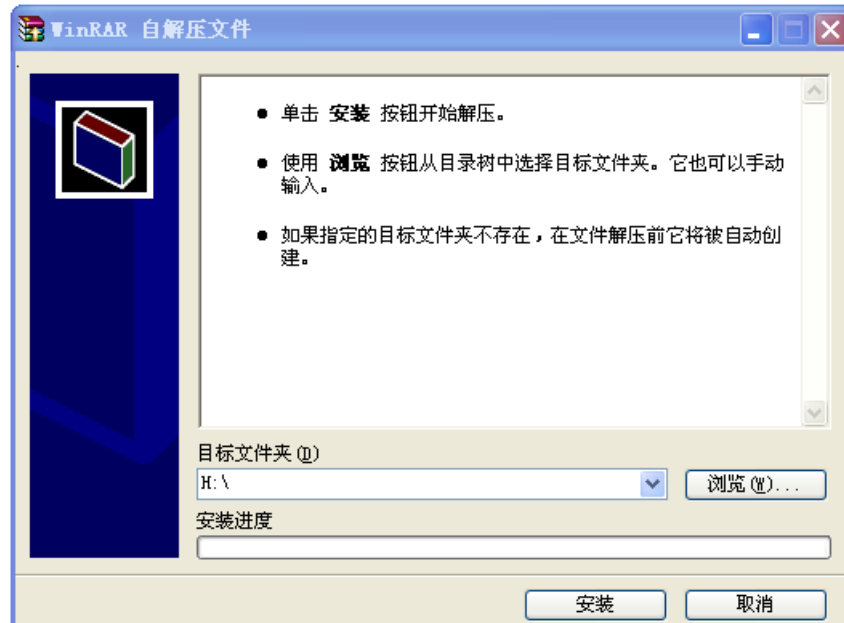 WinRAR 自解压文件
● 单击 安装 按钮开始解压。
● 使用 浏览 按钮从目录树中选择目标文件夹。它也可以手动
输入。
● 如果指定的目标文件夹不存在，在文件解压前它将被自动创
建。
目标文件夹(D)
H:\
浏览(W)...
安装进度
安装
取消